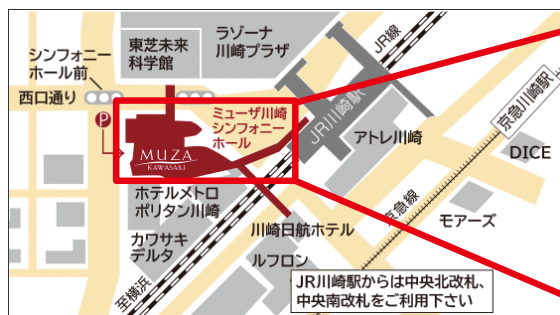 東芝未来
科学館
ラゾーナ
川崎プラザ
JR線
シンフォニー
ホール前
西口通り
P
ミューザ川崎
シンフォニー
ホール
MUZA
KAWASAKI
JR川崎駅
アトレ川崎
京急川崎駅
DICE
ホテルメトロ
ポリタン川崎
川崎日航ホテル
京急線
モアーズ
カワサキ
デルタ
ルフロン
至横浜
JR川崎駅からは中央北改札、
中央南改札をご利用下さい